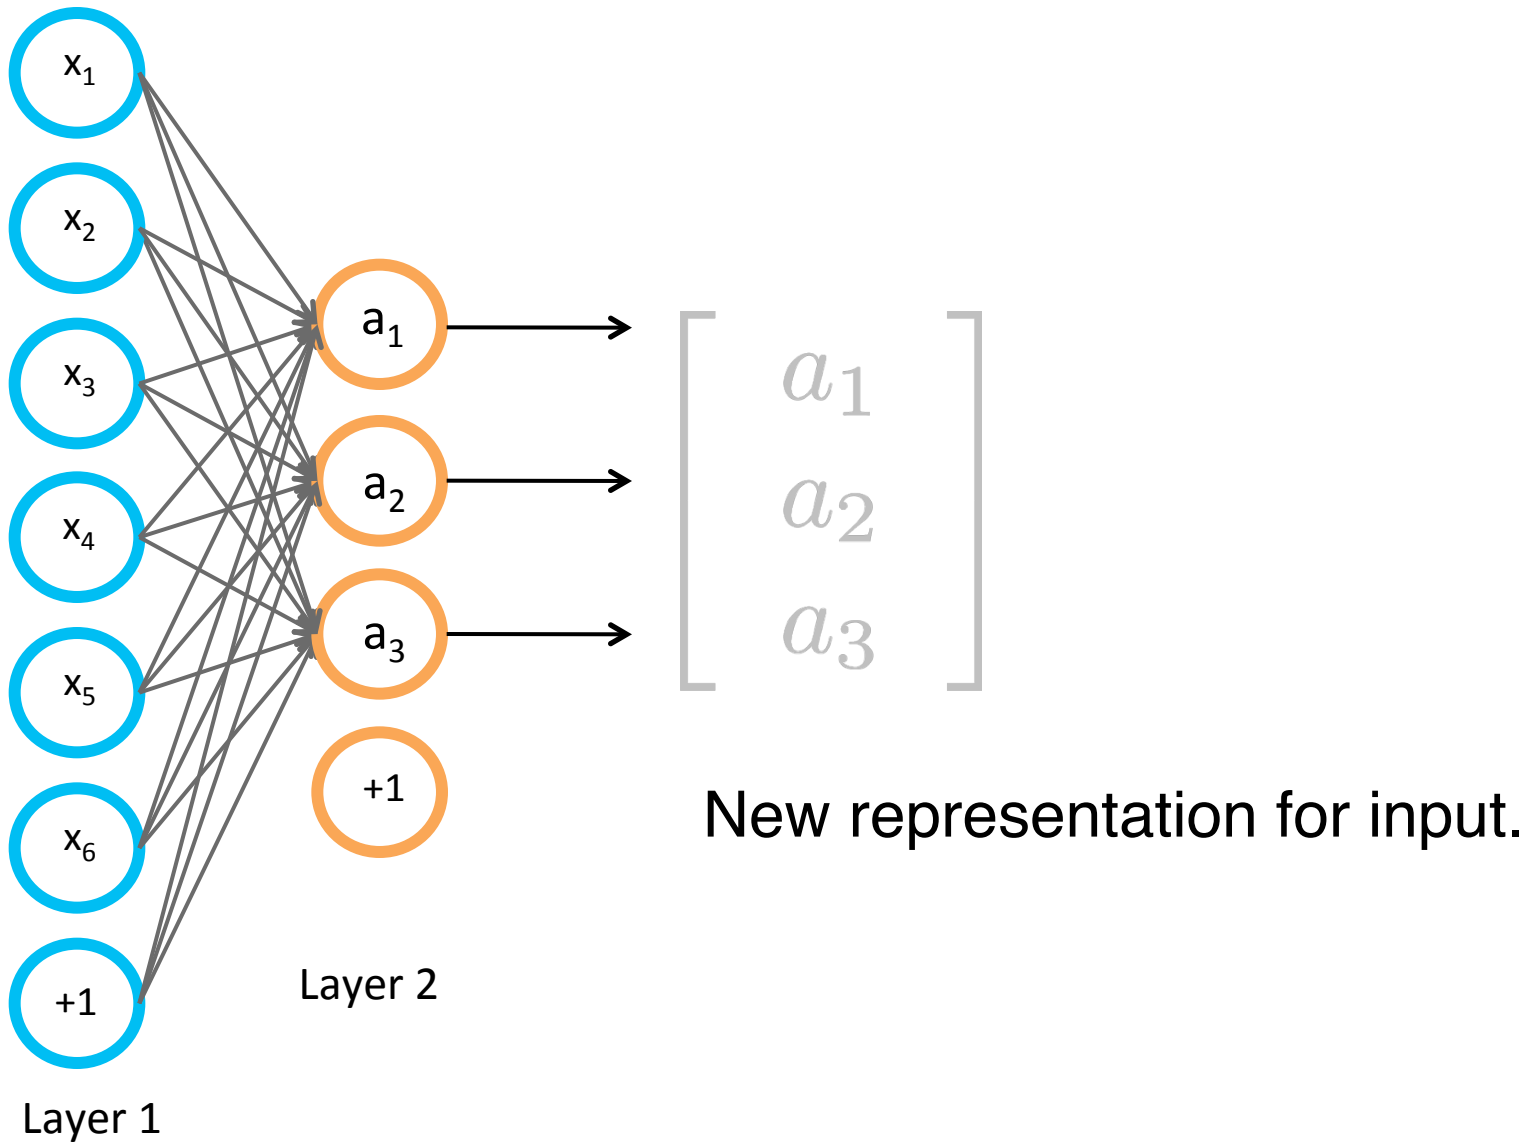 x1
x2
x3
x4
x5
x6
+1
Layer 1
a1
a2
a3
+1
Layer 2
a1
a2
a3
New representation for input.